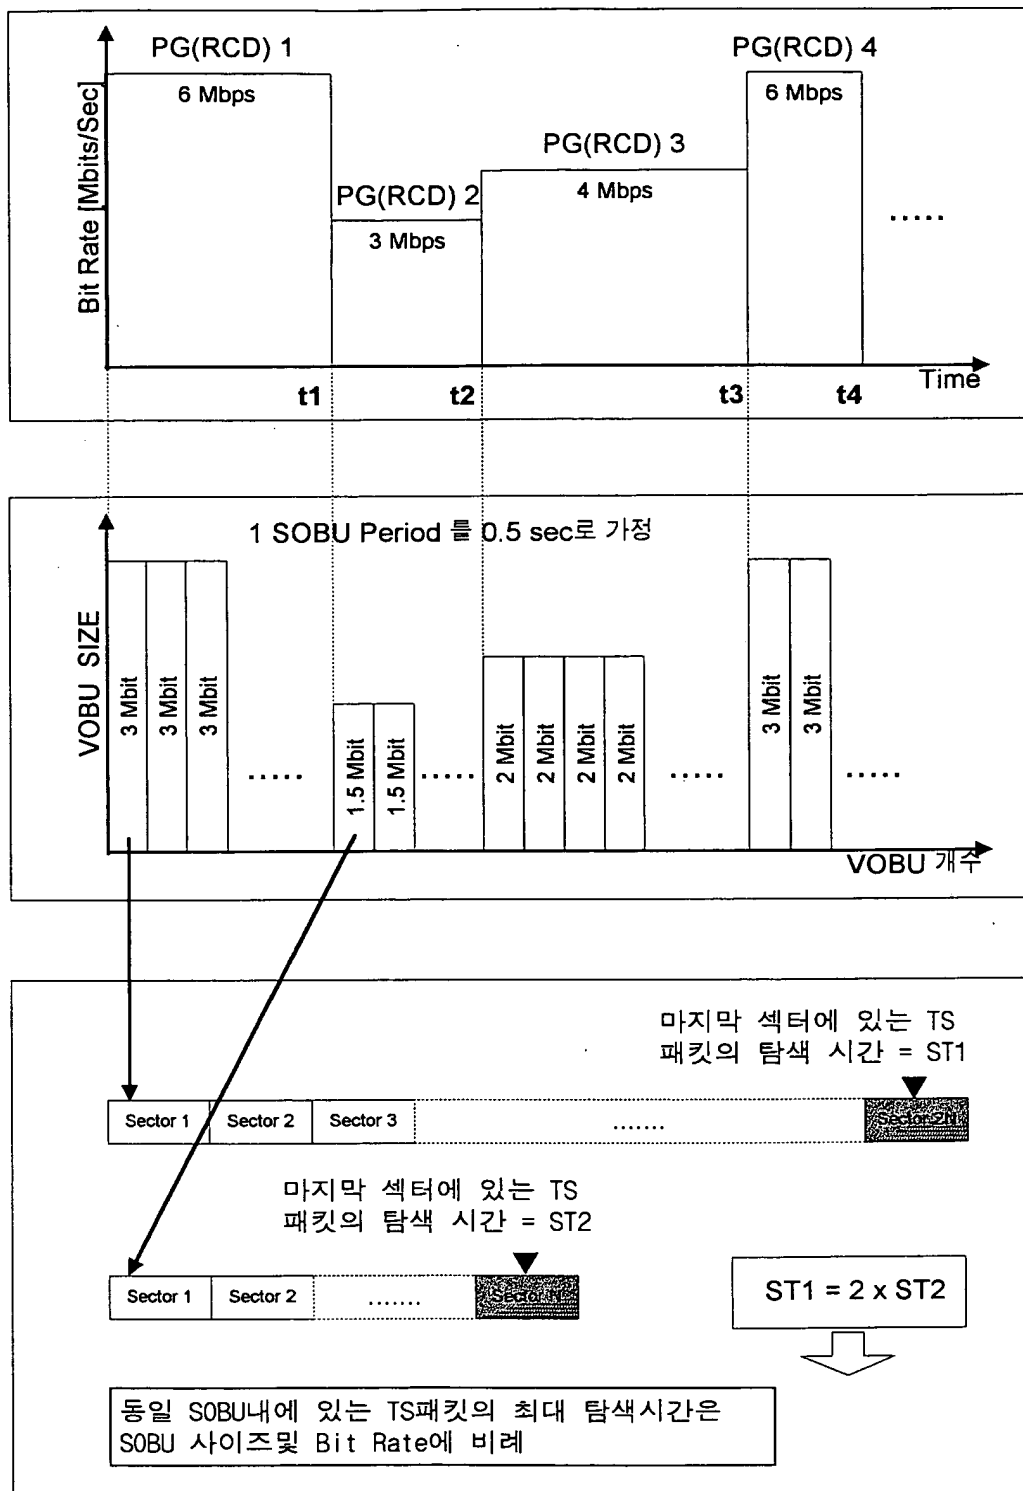 PG(RCD) 1
PG(RCD) 4
6 Mbps
6 Mbps
PG(RCD) 3
PG(RCD) 2
4 Mbps
3 Mbps
.....
Bit Rate [Mbits/Sec]
Time
t1
t2
t3
t4
1 SOBU Period 를 0.5 sec로 가정
VOBU SIZE
3 Mbit
3 Mbit
3 Mbit
.....
1.5 Mbit
1.5 Mbit
.....
2 Mbit
2 Mbit
2 Mbit
2 Mbit
.....
3 Mbit
3 Mbit
.....
VOBU 개수
마지막 섹터에 있는 TS
패킷의 탐색 시간 = ST1
Sector 1
Sector 2
Sector 3
.......
Sector 2N
마지막 섹터에 있는 TS
패킷의 탐색 시간 = ST2
Sector 1
Sector 2
.......
Sector N
ST1 = 2 x ST2
동일 SOBU내에 있는 TS패킷의 최대 탐색시간은
SOBU 사이즈및 Bit Rate에 비례